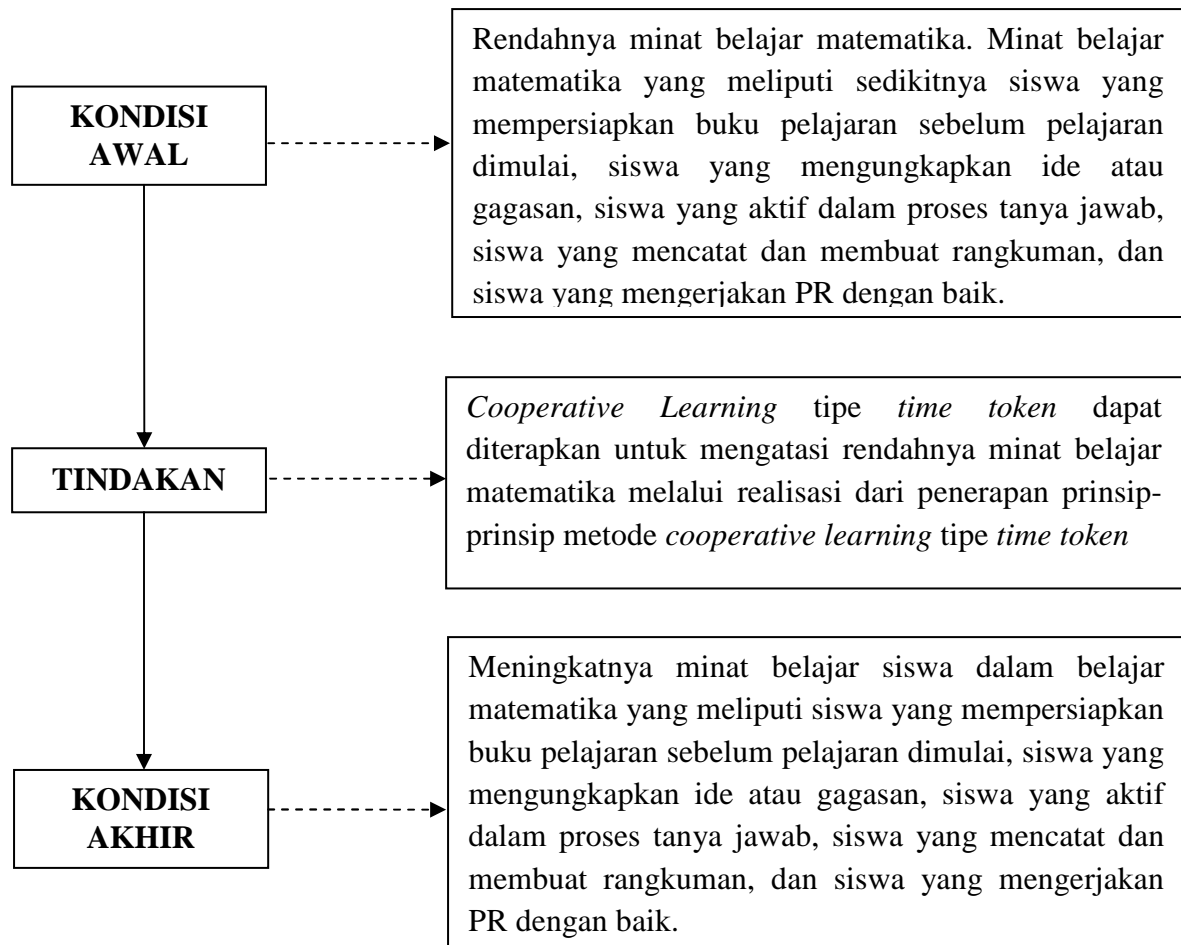 KONDISI
AWAL
Rendahnya minat belajar matematika. Minat belajar
matematika yang meliputi sedikitnya siswa yang
mempersiapkan buku pelajaran sebelum pelajaran
dimulai, siswa yang mengungkapkan ide atau
gagasan, siswa yang aktif dalam proses tanya jawab,
siswa yang mencatat dan membuat rangkuman, dan
siswa yang mengerjakan PR dengan baik.
TINDAKAN
Cooperative Learning tipe time token dapat
diterapkan untuk mengatasi rendahnya minat belajar
matematika melalui realisasi dari penerapan prinsip-
prinsip metode cooperative learning tipe time token
KONDISI
AKHIR
Meningkatnya minat belajar siswa dalam belajar
matematika yang meliputi siswa yang mempersiapkan
buku pelajaran sebelum pelajaran dimulai, siswa yang
mengungkapkan ide atau gagasan, siswa yang aktif
dalam proses tanya jawab, siswa yang mencatat dan
membuat rangkuman, dan siswa yang mengerjakan
PR dengan baik.